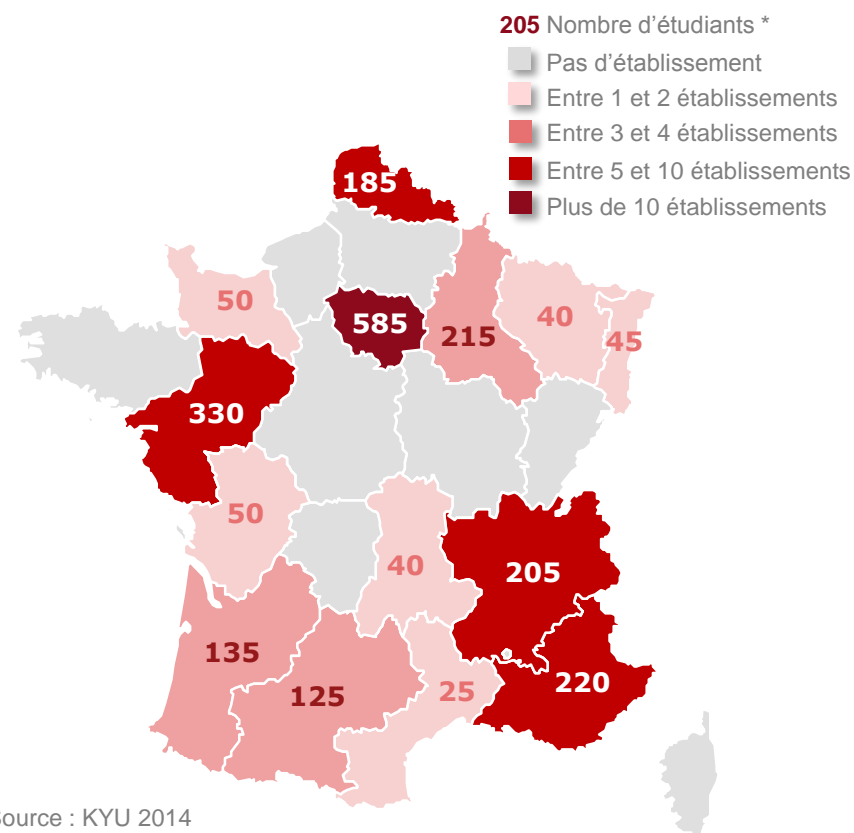 205 Nombre d'étudiants *
Pas d'établissement
Entre 1 et 2 établissements
Entre 3 et 4 établissements
Entre 5 et 10 établissements
Plus de 10 établissements
185
50
585
215
40
45
330
50
40
205
135
125
25
220
Source : KYU 2014